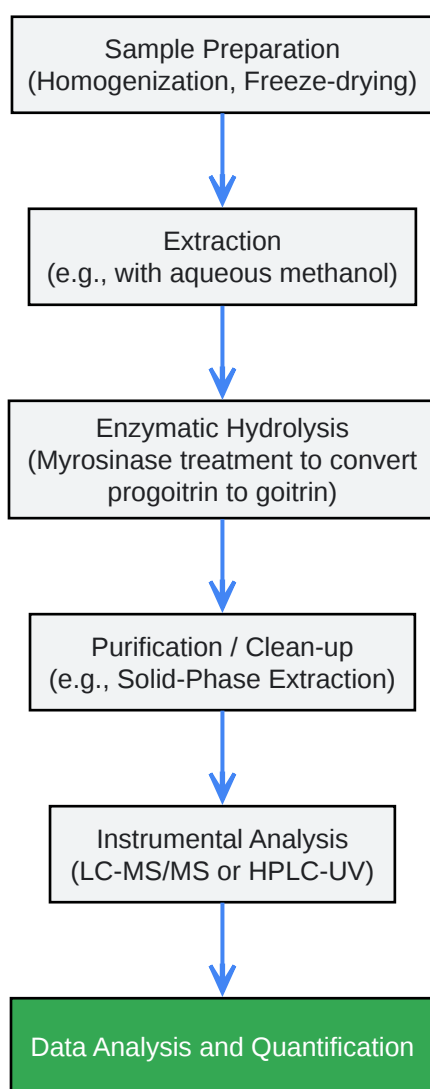 Sample Preparation
(Homogenization, Freeze-drying)
Extraction
(e.g., with aqueous methanol)
Enzymatic Hydrolysis
(Myrosinase treatment to convert
progoitrin to goitrin)
Purification / Clean-up
(e.g., Solid-Phase Extraction)
Instrumental Analysis
(LC-MS/MS or HPLC-UV)
Data Analysis and Quantification